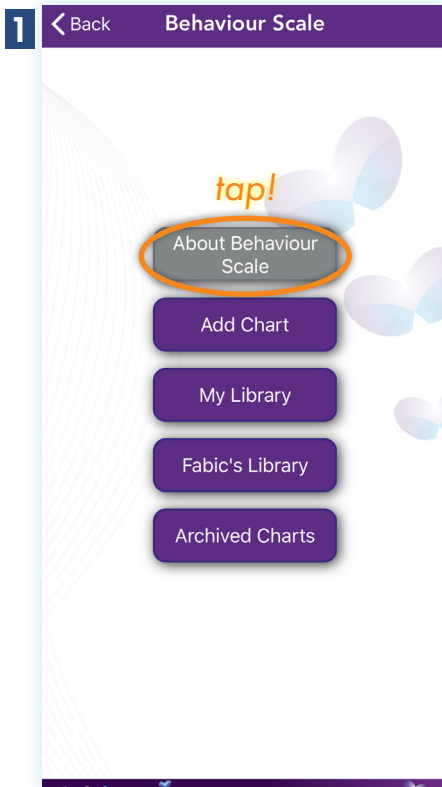 1
Back Behaviour Scale
tap!
About Behaviour
Scale
Add Chart
My Library
Fabic's Library
Archived Charts